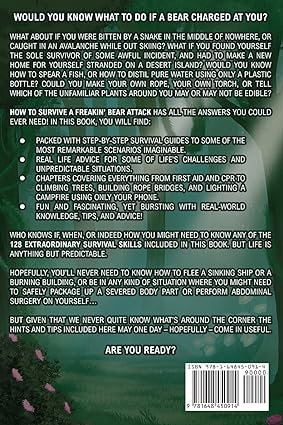 WOULD YOU KNOW WHAT TO DO IF A BEAR CHARGED AT YOU?
WHAT ABOUT IF YOU WERE BITTEN BY A SNAKE IN THE MIDDLE OF NOWHERE, OR
CAUGHT IN AN AVALANCHE WHILE OUT SKIING? WHAT IF YOU FOUND YOURSELF
THE SOLE SURVIVOR OF SOME AWFUL INCIDENT, AND HAD TO MAKE A NEW
HOME FOR YOURSELF STRANDED ON A DESERT ISLAND? WOULD YOU KNOW
HOW TO SPEAR A FISH, OR HOW TO DISTIL PURE WATER USING ONLY A PLASTIC
BOTTLE? COULD YOU MAKE YOUR OWN ROPE, YOUR OWN TORCH, OR TELL
WHICH OF THE UNFAMILIAR PLANTS AROUND YOU MAY OR MAY NOT BE EDIBLE?
HOW TO SURVIVE A FREAKIN' BEAR ATTACK HAS ALL THE ANSWERS YOU COULD
EVER NEED IN THIS BOOK, YOU WILL FIND:
• PACKED WITH STEP-BY-STEP SURVIVAL GUIDES TO SOME OF THE
MOST REMARKABLE SCENARIOS IMAGINABLE.
• REAL LIFE ADVICE FOR SOME OF LIFE'S CHALLENGES AND
UNPREDICTABLE SITUATIONS.
• CHAPTERS COVERING EVERYTHING FROM FIRST AID AND CPR TO
CLIMBING TREES, BUILDING ROPE BRIDGES, AND LIGHTING A
CAMPFIRE USING ONLY YOUR PHONE.
• FUN AND FASCINATING, YET BURSTING WITH REAL-WORLD
KNOWLEDGE, TIPS, AND ADVICE!
WHO KNOWS IF, WHEN, OR INDEED HOW YOU MIGHT NEED TO KNOW ANY OF THE
128 EXTRAORDINARY SURVIVAL SKILLS INCLUDED IN THIS BOOK. BUT LIFE IS
ANYTHING BUT PREDICTABLE.
HOPEFULLY, YOU'LL NEVER NEED TO KNOW HOW TO FLEE A SINKING SHIP OR A
BURNING BUILDING, OR BE IN ANY KIND OF SITUATION WHERE YOU MIGHT NEED
TO SAFELY PACKAGE UP A SEVERED BODY PART OR PERFORM ABDOMINAL
SURGERY ON YOURSELF...
BUT GIVEN THAT WE NEVER QUITE KNOW WHAT'S AROUND THE CORNER THE
HINTS AND TIPS INCLUDED HERE MAY ONE DAY – HOPEFULLY – COME IN USEFUL.
ARE YOU READY?
ISBN 978-1-64845-091-4
90000
9 781648 450914